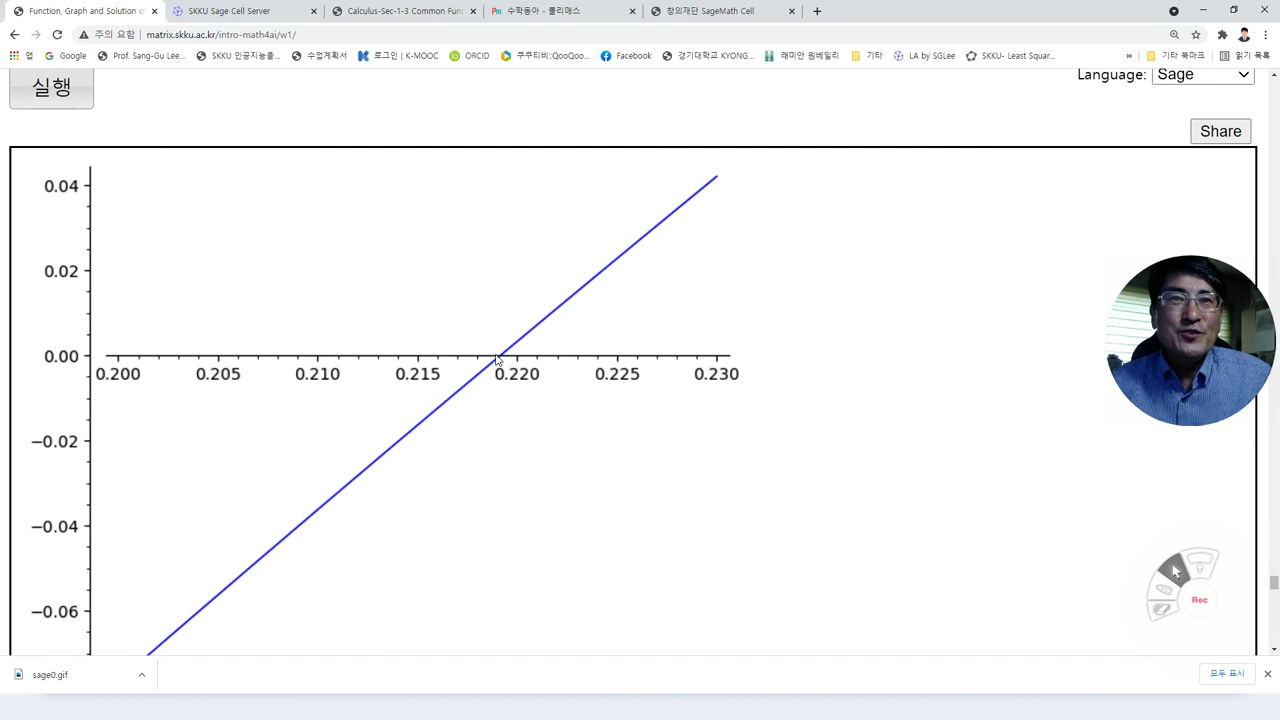 Function, Graph and Solution o
SKKU Sage Cell Server
Calculus-Sec-1-3 Common Fun
Pm 수학동아 - 폴리매스
창의재단 SageMath Cell
주의 요함 | matrix.skku.ac.kr/intro-math4ai/w1/
앱 Google Prof. Sang-Gu Lee... SKKU 인공지능을... 수업계획서 로그인 | K-MOOC ORCID 쿠쿠티비::QooQoo... Facebook 경기대학교 KYONG... 래미안 원베일리 기타 LA by SGLee SKKU- Least Squar... » 기타 북마크 읽기 목록
실행
Language: Sage
Share
0.04
0.02
0.00
0.200 0.205 0.210 0.215 0.220 0.225 0.230
−0.02
−0.04
−0.06
Rec
sage0.gif
모두 표시